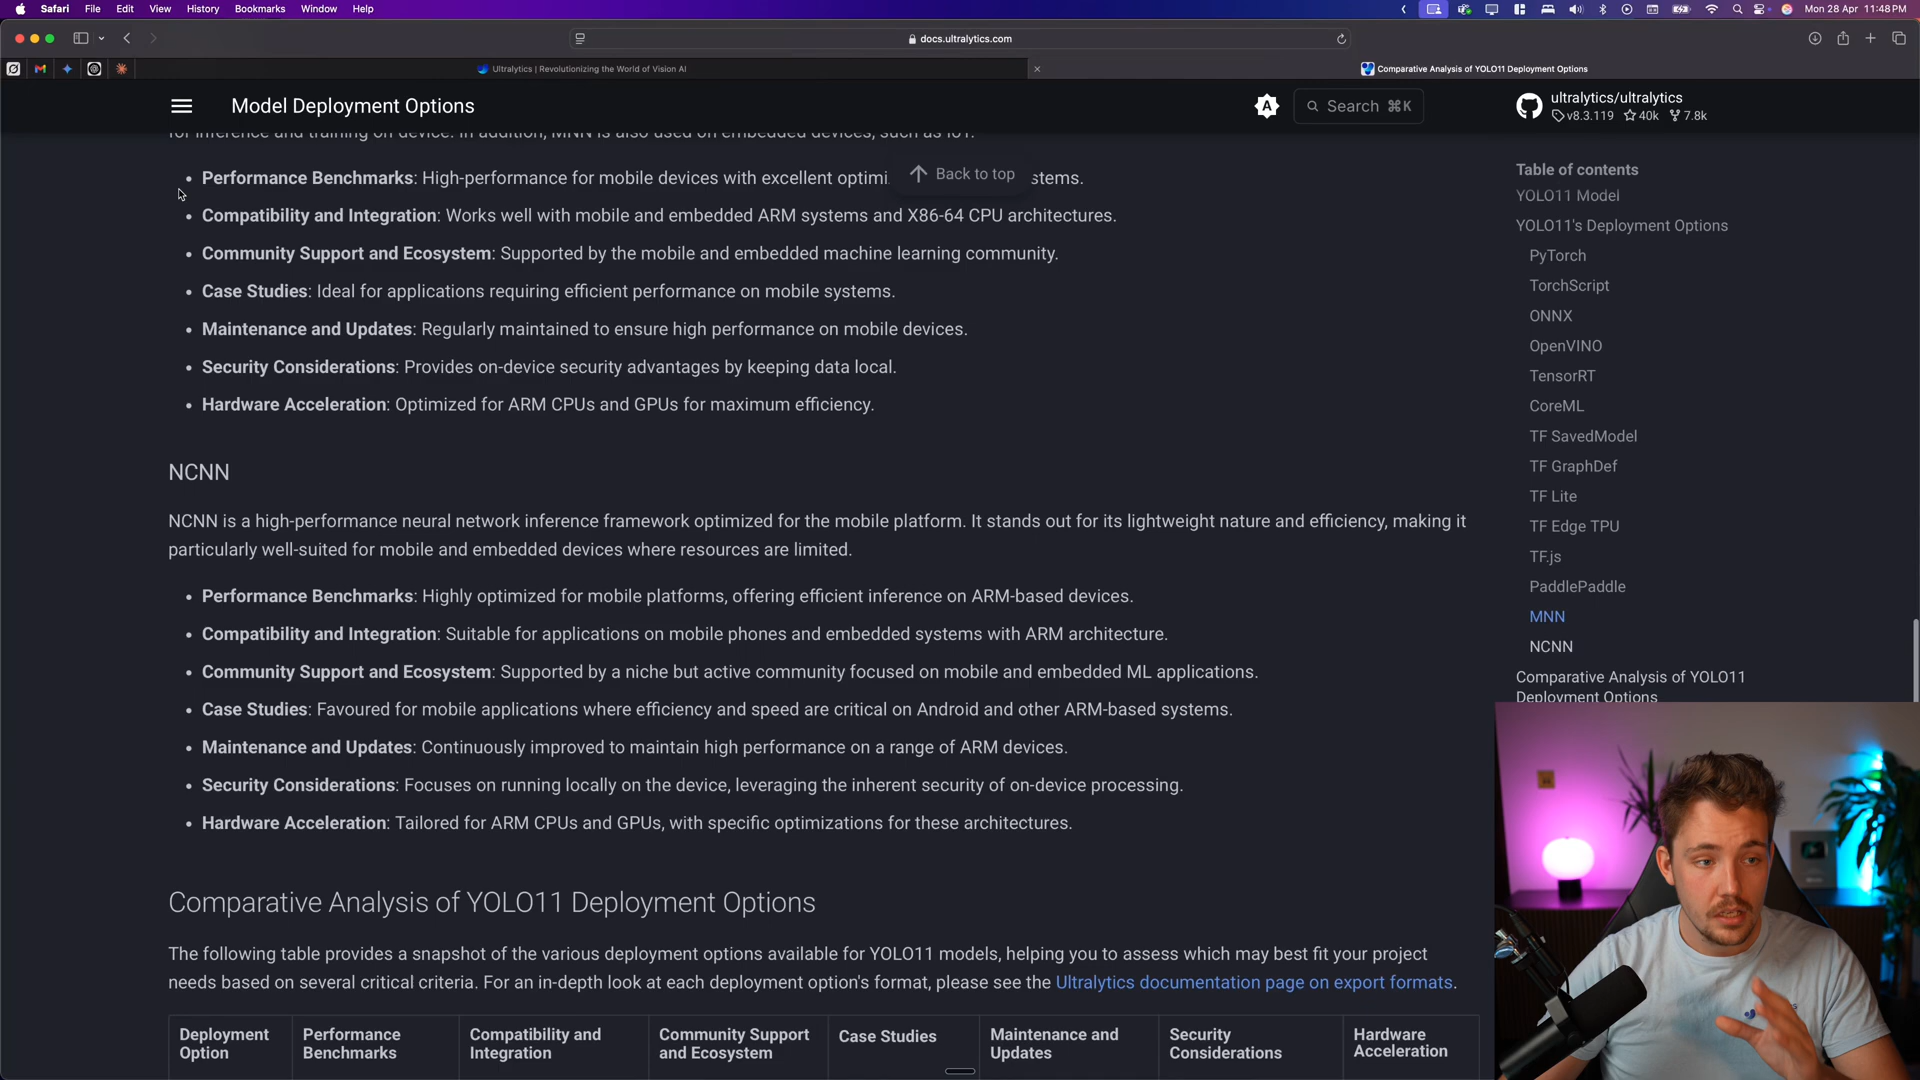 Safari File Edit View History Bookmarks Window Help
Mon 28 Apr 11:48 PM
docs.ultralytics.com
Ultralytics | Revolutionizing the World of Vision AI
Comparative Analysis of YOLO11 Deployment Options
Model Deployment Options
Search ⌘K
ultralytics/ultralytics
v8.3.119 40k 7.8k
for inference and training on device. In addition, MNN is also used on embedded devices, such as IoT.
Back to top
Performance Benchmarks: High-performance for mobile devices with excellent optimi stems.
Compatibility and Integration: Works well with mobile and embedded ARM systems and X86-64 CPU architectures.
Community Support and Ecosystem: Supported by the mobile and embedded machine learning community.
Case Studies: Ideal for applications requiring efficient performance on mobile systems.
Maintenance and Updates: Regularly maintained to ensure high performance on mobile devices.
Security Considerations: Provides on-device security advantages by keeping data local.
Hardware Acceleration: Optimized for ARM CPUs and GPUs for maximum efficiency.
NCNN
NCNN is a high-performance neural network inference framework optimized for the mobile platform. It stands out for its lightweight nature and efficiency, making it
particularly well-suited for mobile and embedded devices where resources are limited.
Performance Benchmarks: Highly optimized for mobile platforms, offering efficient inference on ARM-based devices.
Compatibility and Integration: Suitable for applications on mobile phones and embedded systems with ARM architecture.
Community Support and Ecosystem: Supported by a niche but active community focused on mobile and embedded ML applications.
Case Studies: Favoured for mobile applications where efficiency and speed are critical on Android and other ARM-based systems.
Maintenance and Updates: Continuously improved to maintain high performance on a range of ARM devices.
Security Considerations: Focuses on running locally on the device, leveraging the inherent security of on-device processing.
Hardware Acceleration: Tailored for ARM CPUs and GPUs, with specific optimizations for these architectures.
Comparative Analysis of YOLO11 Deployment Options
The following table provides a snapshot of the various deployment options available for YOLO11 models, helping you to assess which may best fit your project
needs based on several critical criteria. For an in-depth look at each deployment option's format, please see the Ultralytics documentation page on export formats.
Deployment Option
Performance Benchmarks
Compatibility and Integration
Community Support and Ecosystem
Case Studies
Maintenance and Updates
Security Considerations
Hardware Acceleration
Table of contents
YOLO11 Model
YOLO11's Deployment Options
PyTorch
TorchScript
ONNX
OpenVINO
TensorRT
CoreML
TF SavedModel
TF GraphDef
TF Lite
TF Edge TPU
TF.js
PaddlePaddle
MNN
NCNN
Comparative Analysis of YOLO11
Deployment Options